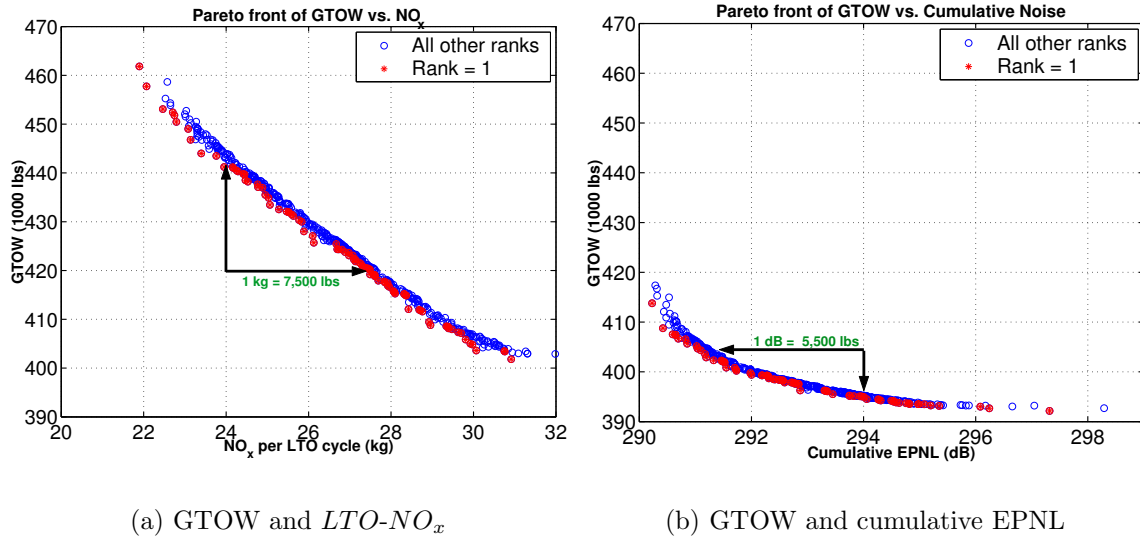 Pareto front of GTOW vs. NOx
All other ranks
Rank = 1
GTOW (1000 lbs)
470
460
450
440
430
420
410
400
390
1 kg = 7,500 lbs
20 22 24 26 28 30 32
NOx per LTO cycle (kg)
(a) GTOW and LTO-NOx
Pareto front of GTOW vs. Cumulative Noise
All other ranks
Rank = 1
GTOW (1000 lbs)
470
460
450
440
430
420
410
400
390
1 dB = 5,500 lbs
290 292 294 296 298
Cumulative EPNL (dB)
(b) GTOW and cumulative EPNL